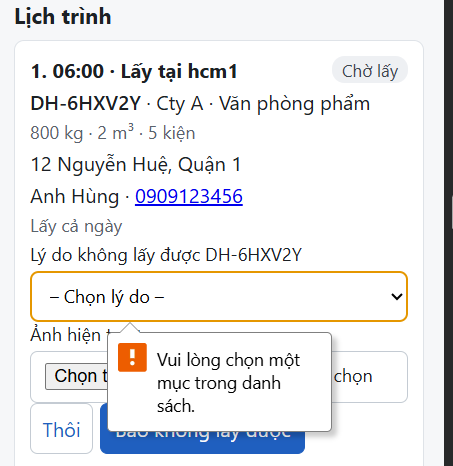 Lịch trình
1. 06:00 · Lấy tại hcm1
Chờ lấy
DH-6HXV2Y · Cty A · Văn phòng phẩm
800 kg · 2 m³ · 5 kiện
12 Nguyễn Huệ, Quận 1
Anh Hùng · 0909123456
Lấy cả ngày
Lý do không lấy được DH-6HXV2Y
– Chọn lý do –
Ảnh hiện
Vui lòng chọn một
mục trong danh
sách.
Chọn
chọn
Thôi
Báo không lấy được